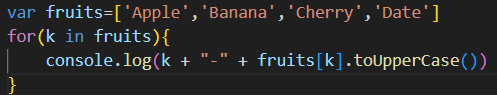 var fruits=['Apple','Banana','Cherry','Date']
for(k in fruits){
    console.log(k + "-" + fruits[k].toUpperCase())
}